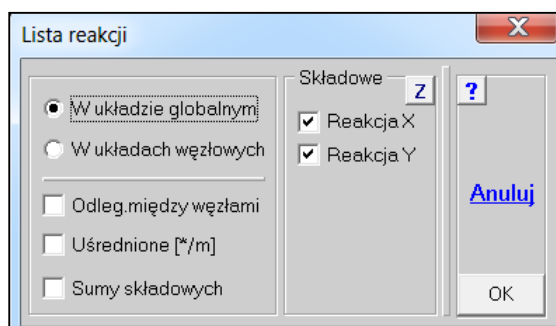 Lista reakcji
X
W układzie globalnym
W układach węzłowych
Odleg.między węzłami
Uśrednione [*/m]
Sumy składowych
Składowe
Z
Reakcja X
Reakcja Y
?
Anuluj
OK